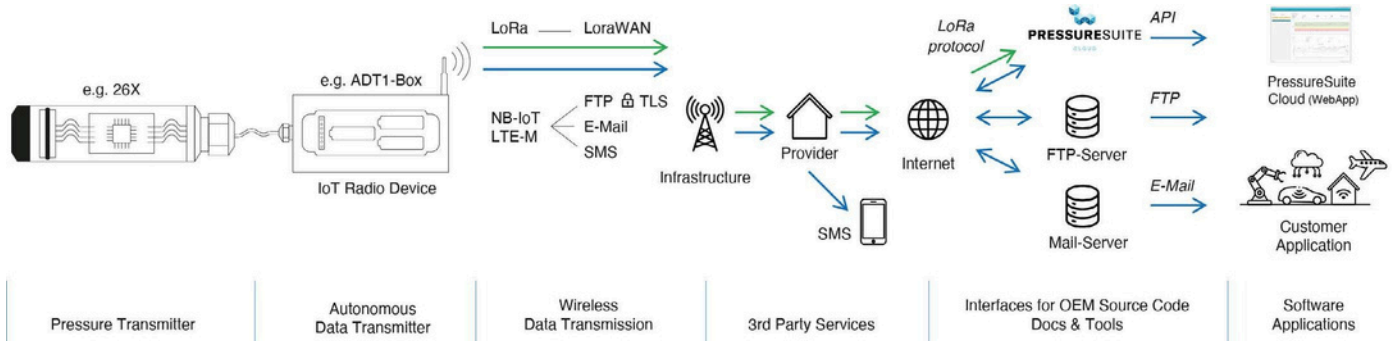 e.g. 26X
e.g. ADT1-Box
IoT Radio Device
LoRa
LoraWAN
NB-IoT
LTE-M
FTP TLS
E-Mail
SMS
Infrastructure
Provider
SMS
Internet
LoRa
protocol
PRESSURESUITE
CLOUD
FTP-Server
Mail-Server
API
FTP
E-Mail
PressureSuite
Cloud (WebApp)
Customer
Application
Pressure Transmitter
Autonomous
Data Transmitter
Wireless
Data Transmission
3rd Party Services
Interfaces for OEM Source Code
Docs & Tools
Software
Applications